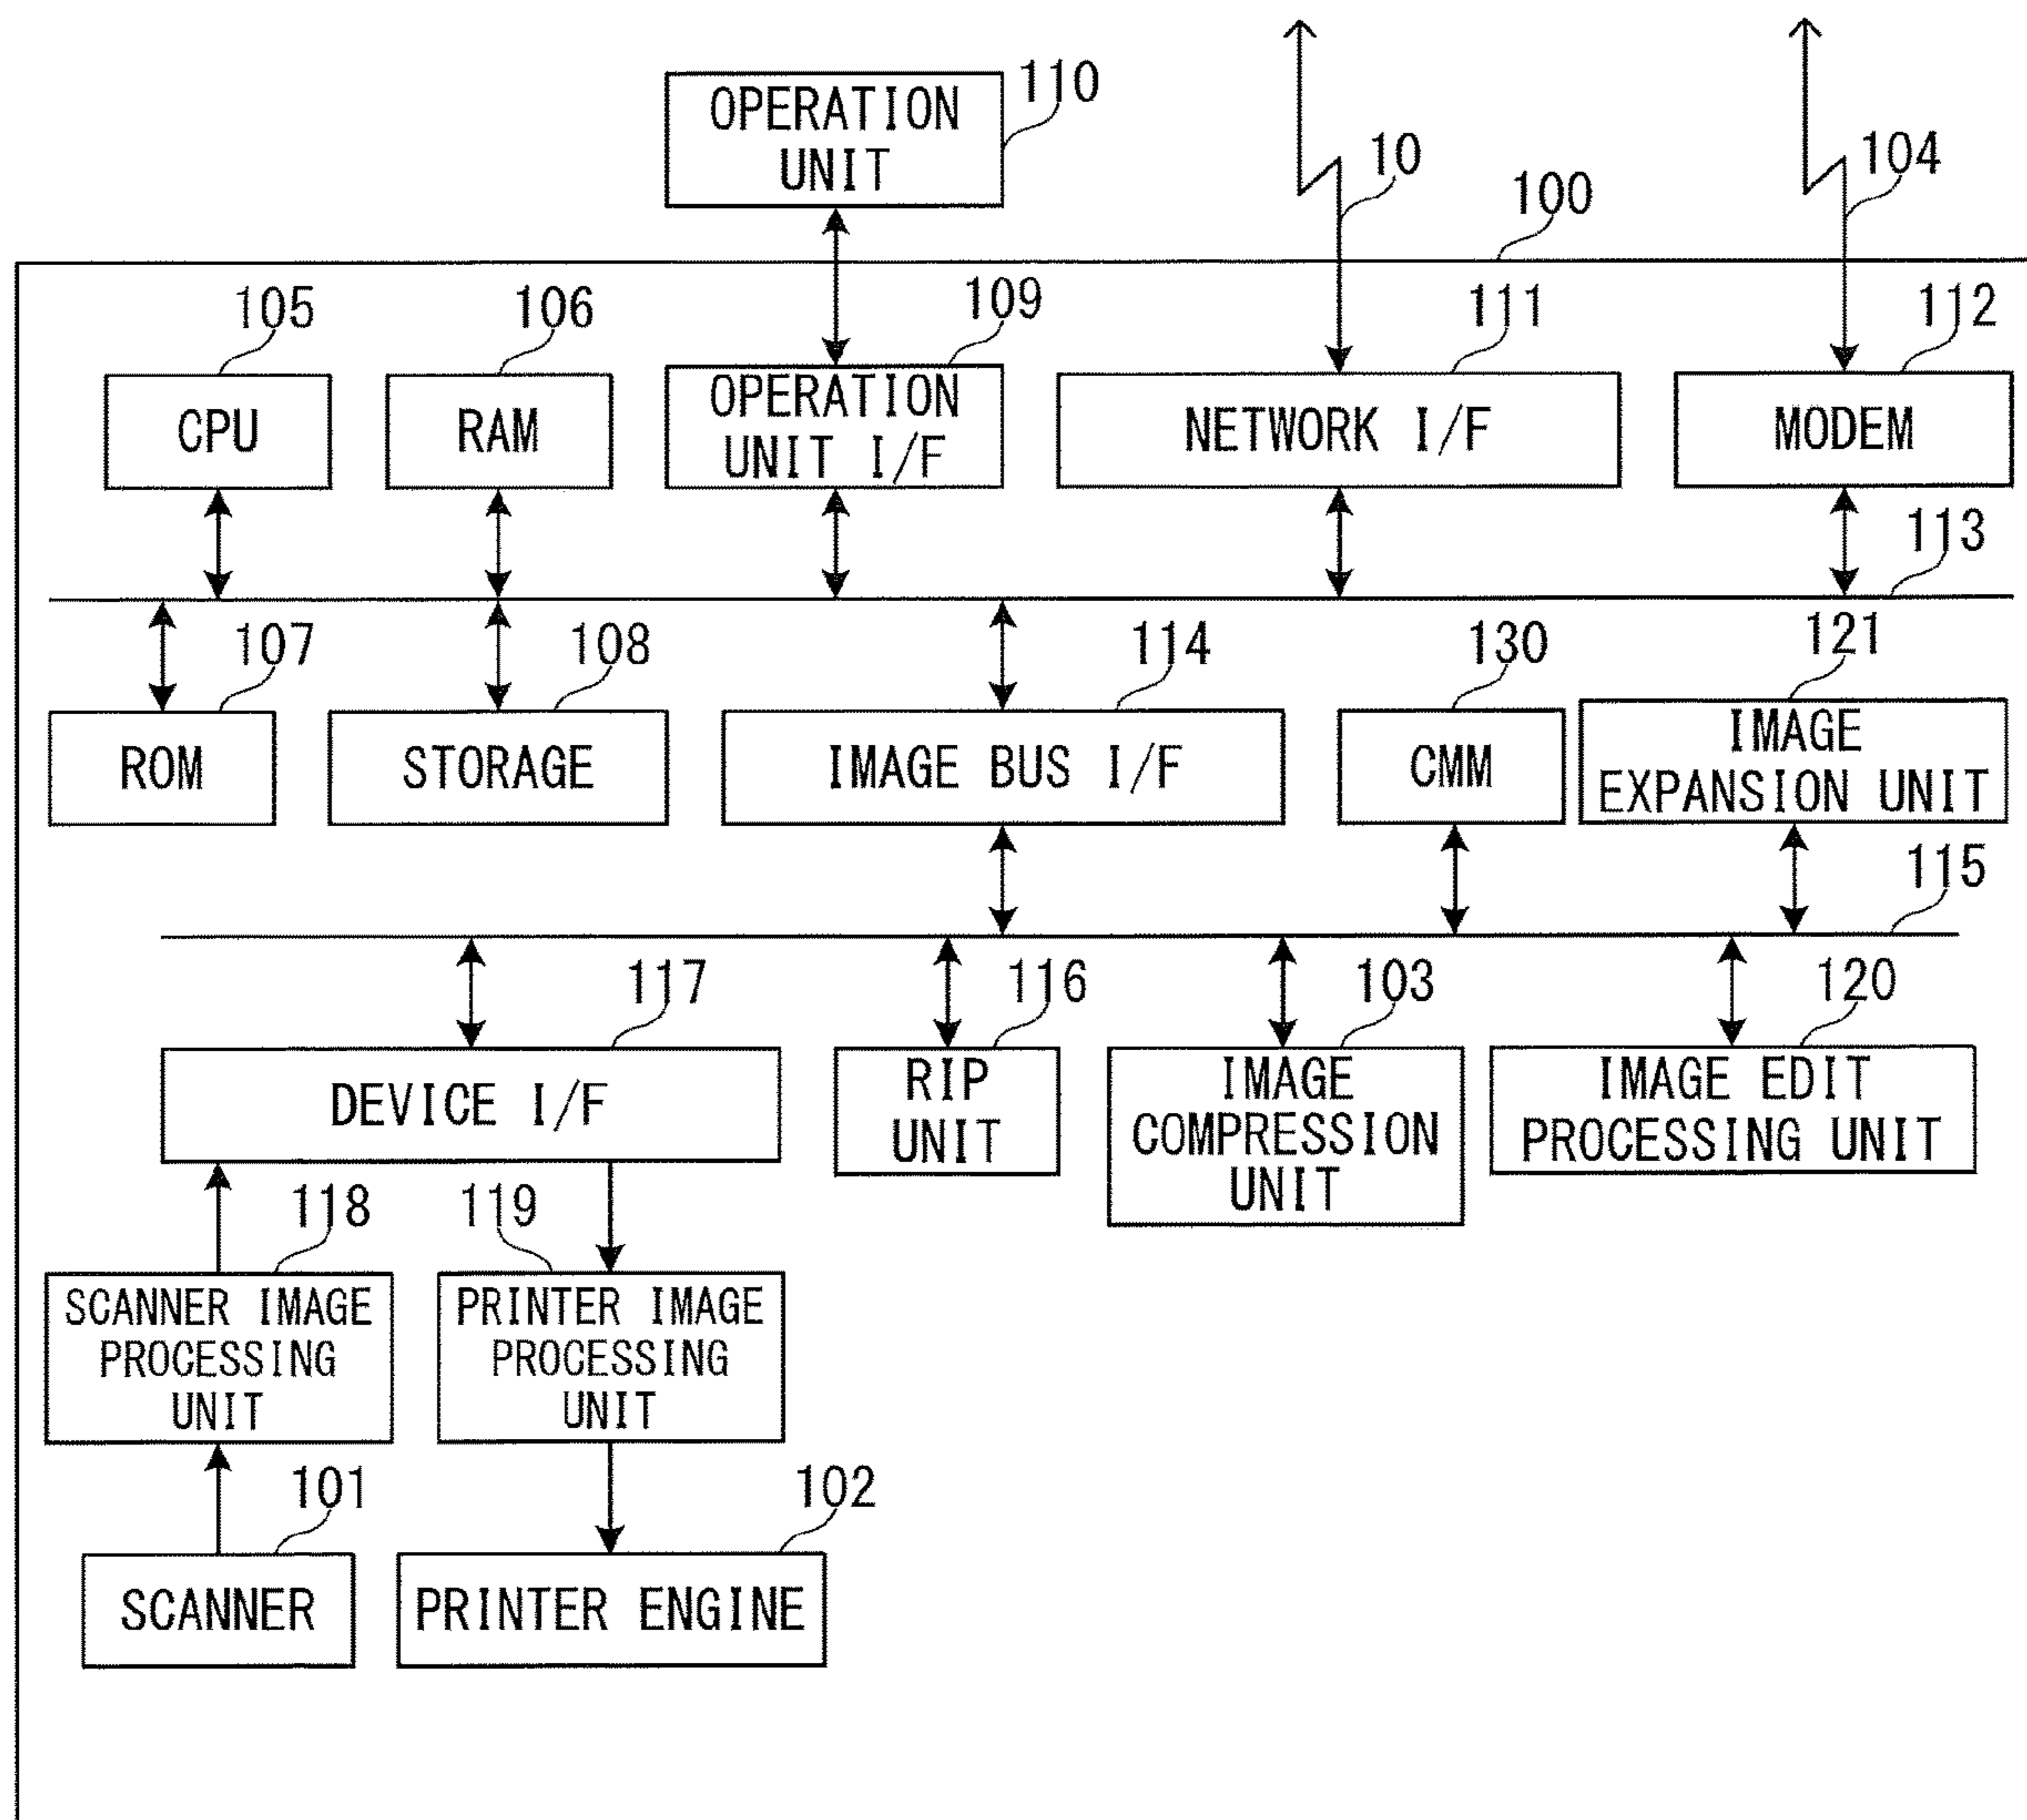 110
OPERATION
UNIT
10
104
100
105
106
109
111
112
CPU
RAM
OPERATION
UNIT I/F
NETWORK I/F
MODEM
113
107
108
114
130
121
ROM
STORAGE
IMAGE BUS I/F
CMM
IMAGE
EXPANSION UNIT
115
117
116
103
120
DEVICE I/F
RIP
UNIT
IMAGE
COMPRESSION
UNIT
IMAGE EDIT
PROCESSING UNIT
118
119
SCANNER IMAGE
PROCESSING
UNIT
PRINTER IMAGE
PROCESSING
UNIT
101
102
SCANNER
PRINTER ENGINE